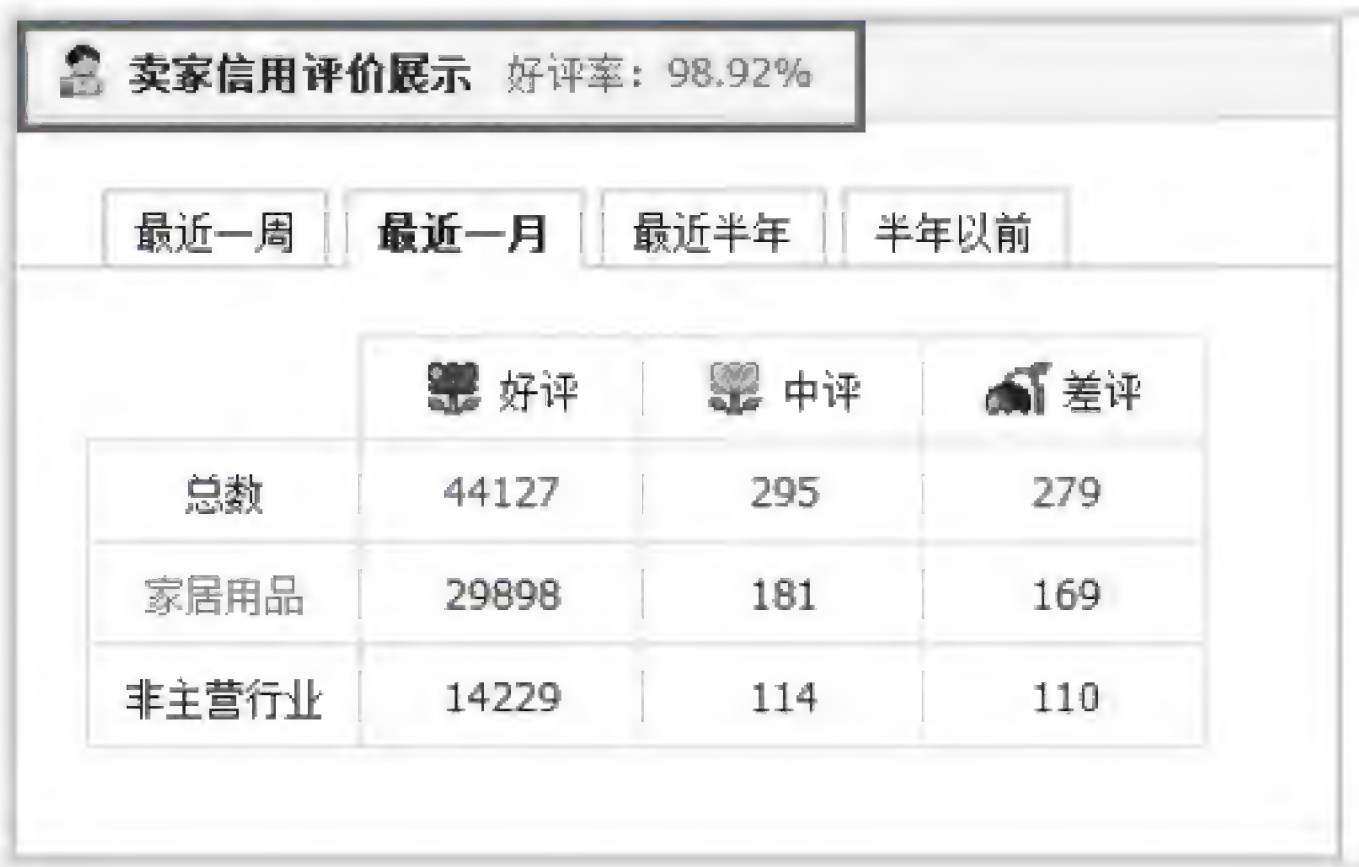 卖家信用评价展示 好评率：98.92%
最近一周 最近一月 最近半年 半年以前
好评 中评 差评
总数 44127 295 279
家居用品 29898 181 169
非主营行业 14229 114 110